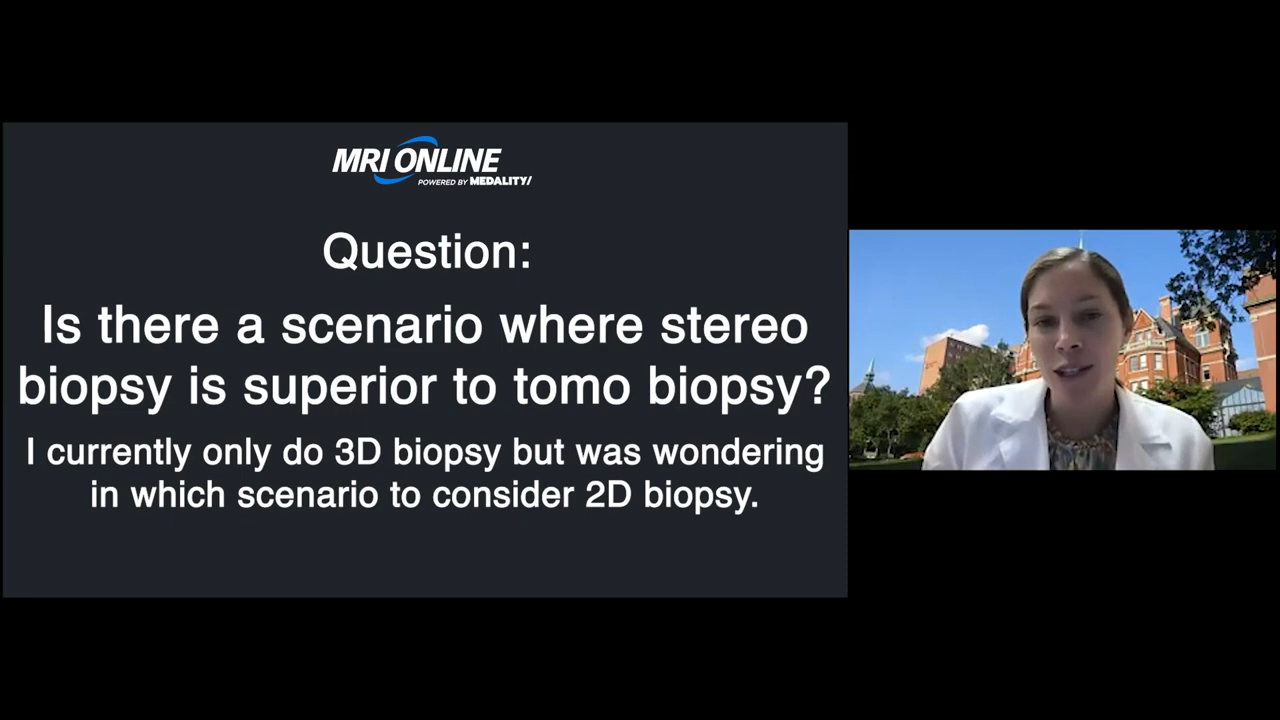 MRI ONLINE
POWERED BY MEDALITY/
Question:
Is there a scenario where stereo
biopsy is superior to tomo biopsy?
I currently only do 3D biopsy but was wondering
in which scenario to consider 2D biopsy.